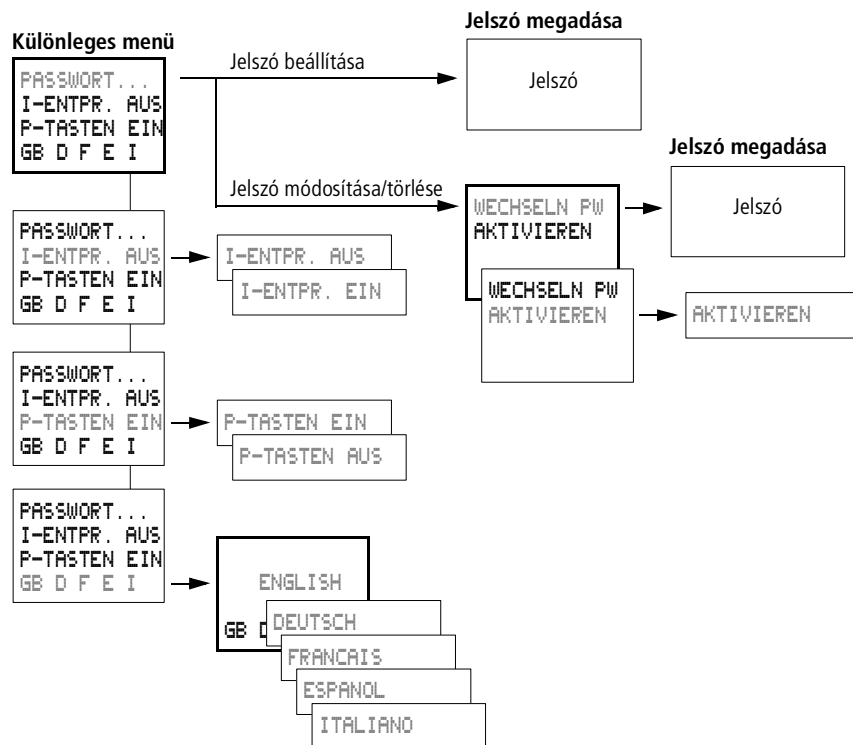 Jelszó megadása
Különleges menü
Jelszó beállítása
Jelszó
PASSWORT...
I-ENTPR. AUS
P-TASTEN EIN
GB D F E I
Jelszó megadása
Jelszó módosítása/törlése
WECHSELN PW
AKTIVIEREN
Jelszó
PASSWORT...
I-ENTPR. AUS
P-TASTEN EIN
GB D F E I
I-ENTPR. AUS
I-ENTPR. EIN
WECHSELN PW
AKTIVIEREN
AKTIVIEREN
PASSWORT...
I-ENTPR. AUS
P-TASTEN EIN
GB D F E I
P-TASTEN EIN
P-TASTEN AUS
PASSWORT...
I-ENTPR. AUS
P-TASTEN EIN
GB D F E I
ENGLISH
GB D
DEUTSCH
FRANCAIS
ESPANOL
ITALIANO